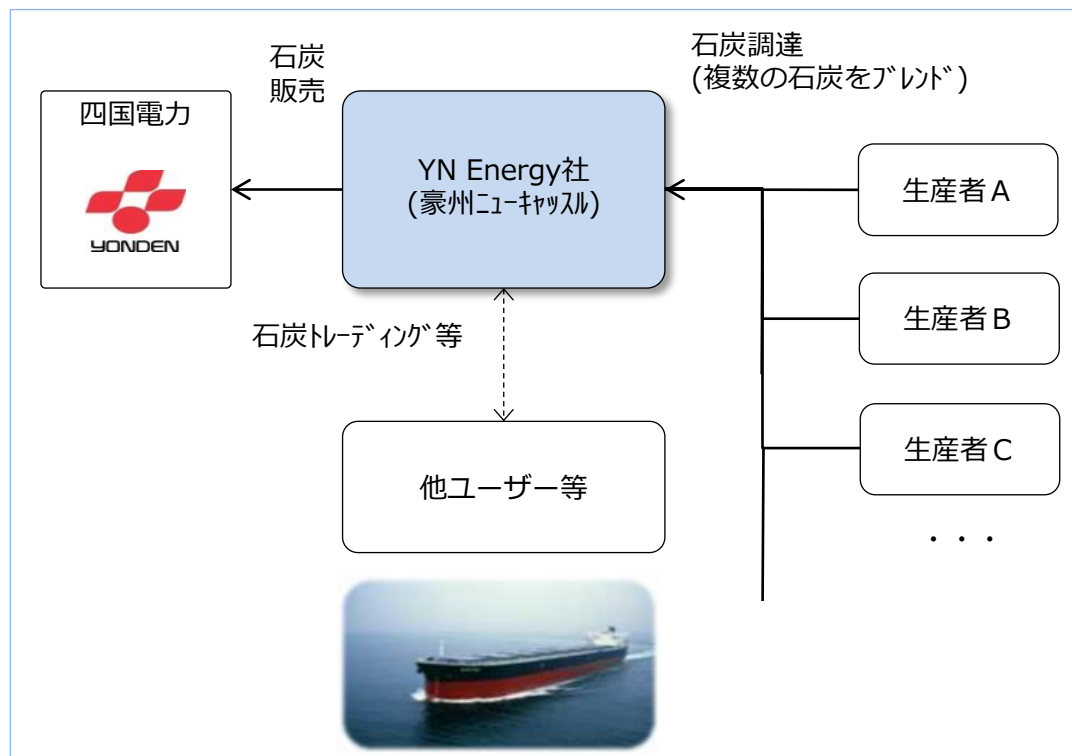 石炭
販売
石炭調達
(複数の石炭をﾌﾞﾚﾝﾄﾞ)
四国電力
YONDEN
YN Energy社
(豪州ﾆｭｰｷｬｯｽﾙ)
生産者A
生産者B
生産者C
・・・
石炭ﾄﾚｰﾃﾞｨﾝｸﾞ等
他ユーザー等